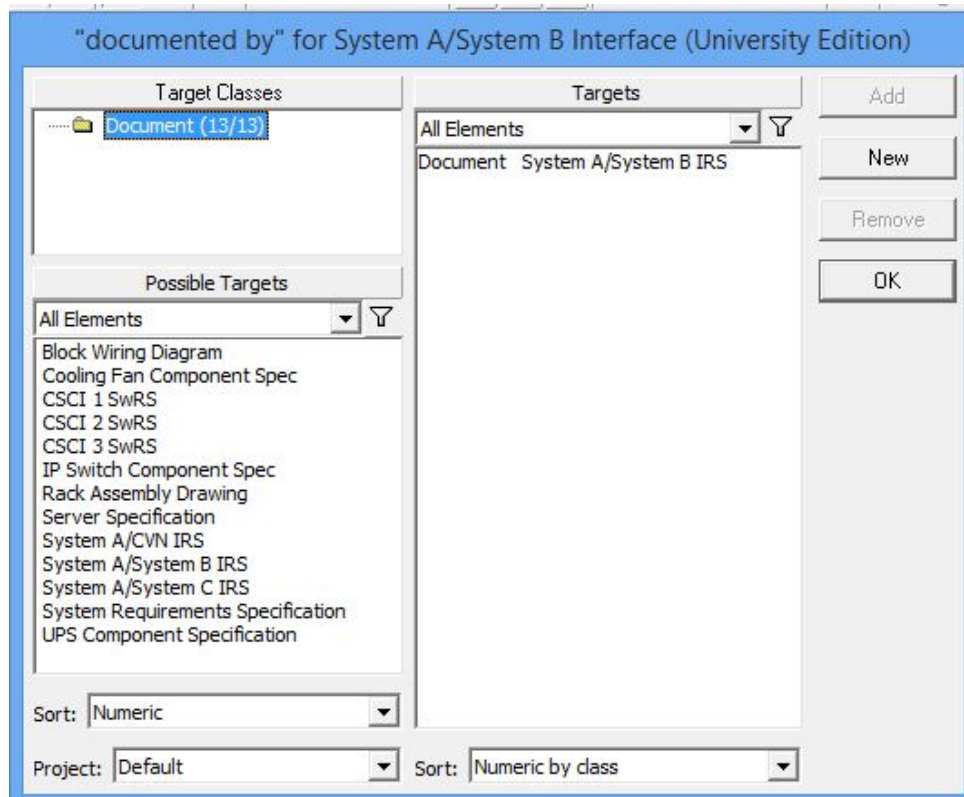 "documented by" for System A/System B Interface (University Edition)
Target Classes
Document (13/13)
Possible Targets
All Elements
Block Wiring Diagram
Cooling Fan Component Spec
CSCI 1 SwRS
CSCI 2 SwRS
CSCI 3 SwRS
IP Switch Component Spec
Rack Assembly Drawing
Server Specification
System A/CVN IRS
System A/System B IRS
System A/System C IRS
System Requirements Specification
UPS Component Specification
Sort: Numeric
Project: Default
Targets
All Elements
Document System A/System B IRS
Sort: Numeric by class
Add
New
Remove
OK